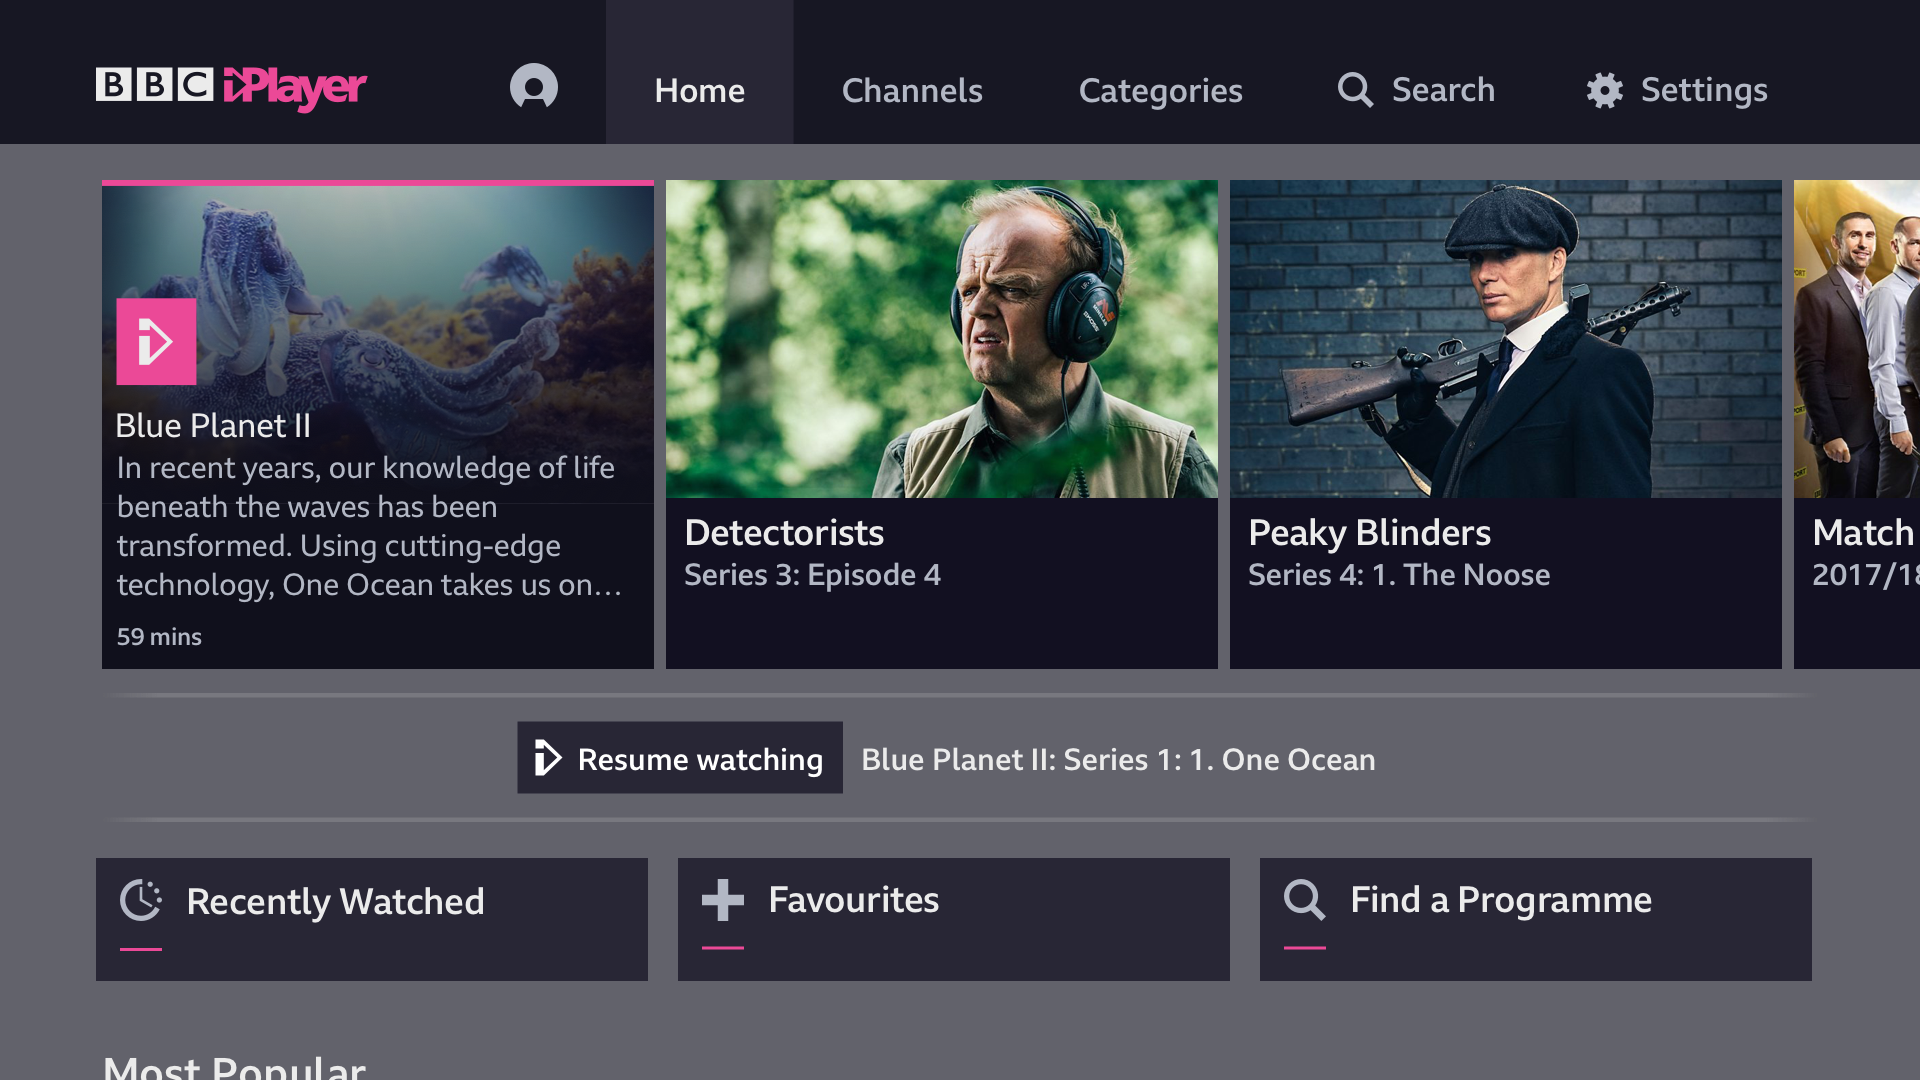 BBC iPlayer
Home
Channels
Categories
Search
Settings
Blue Planet II
In recent years, our knowledge of life
beneath the waves has been
transformed. Using cutting-edge
technology, One Ocean takes us on…
59 mins
Detectorists
Series 3: Episode 4
Peaky Blinders
Series 4: 1. The Noose
Match
2017/18
Resume watching
Blue Planet II: Series 1: 1. One Ocean
Recently Watched
Favourites
Find a Programme
Most Popular